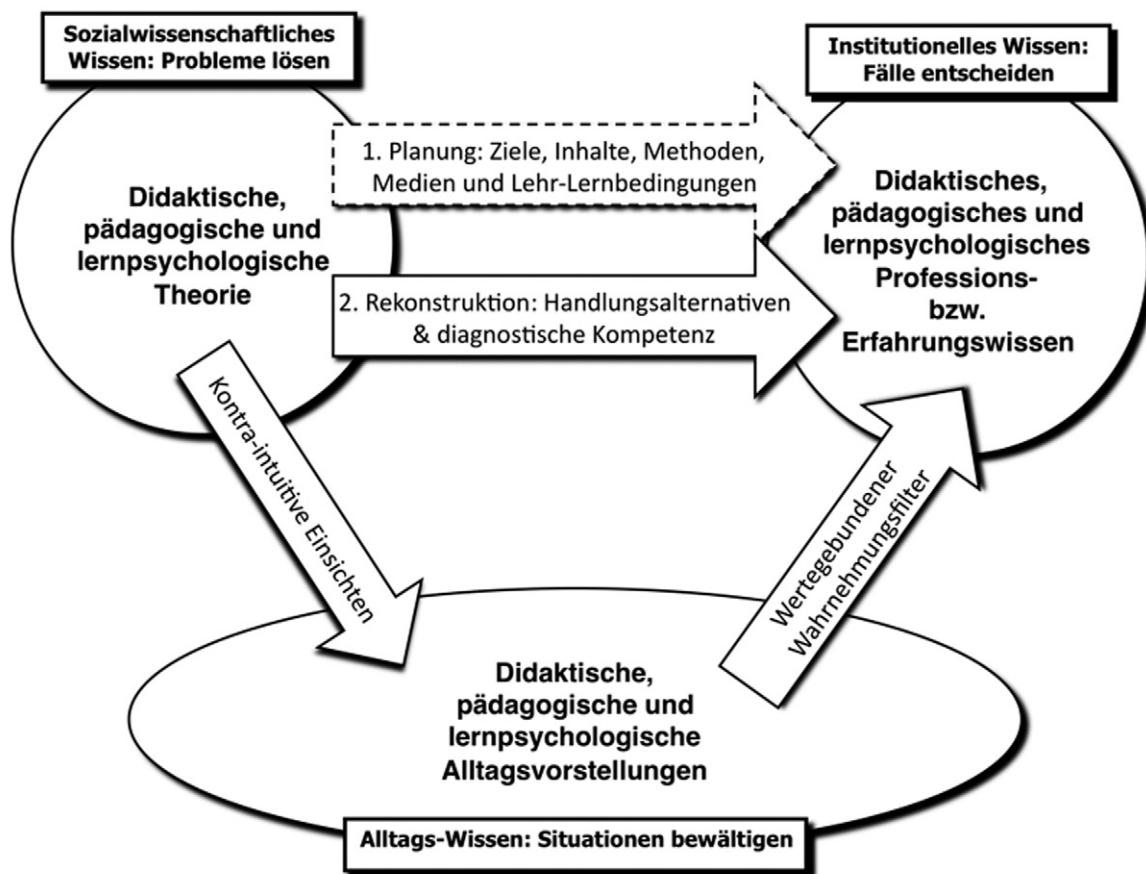 Sozialwissenschaftliches
Wissen: Probleme lösen
Institutionelles Wissen:
Fälle entscheiden
1. Planung: Ziele, Inhalte, Methoden,
Medien und Lehr-Lernbedingungen
Didaktische,
pädagogische und
lernpsychologische
Theorie
Didaktisches,
pädagogisches und
lernpsychologisches
Professions-
bzw.
Erfahrungswissen
2. Rekonstruktion: Handlungsalternativen
& diagnostische Kompetenz
Kontra-intuitive Einsichten
Wertegebundener
Wahrnehmungsfilter
Didaktische,
pädagogische und
lernpsychologische
Alltagsvorstellungen
Alltags-Wissen: Situationen bewältigen